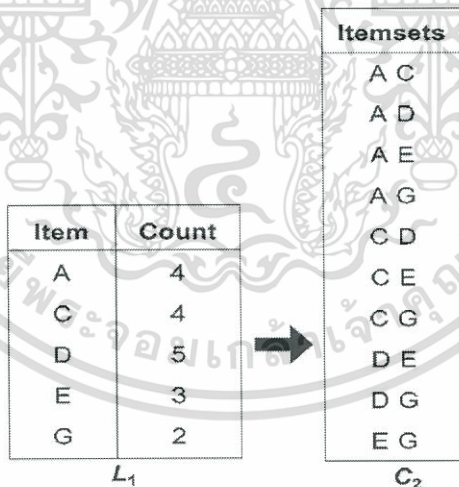 Item Count
A 4
C 4
D 5
E 3
G 2
L1
Itemsets
A C
A D
A E
A G
C D
C E
C G
D E
D G
E G
C2